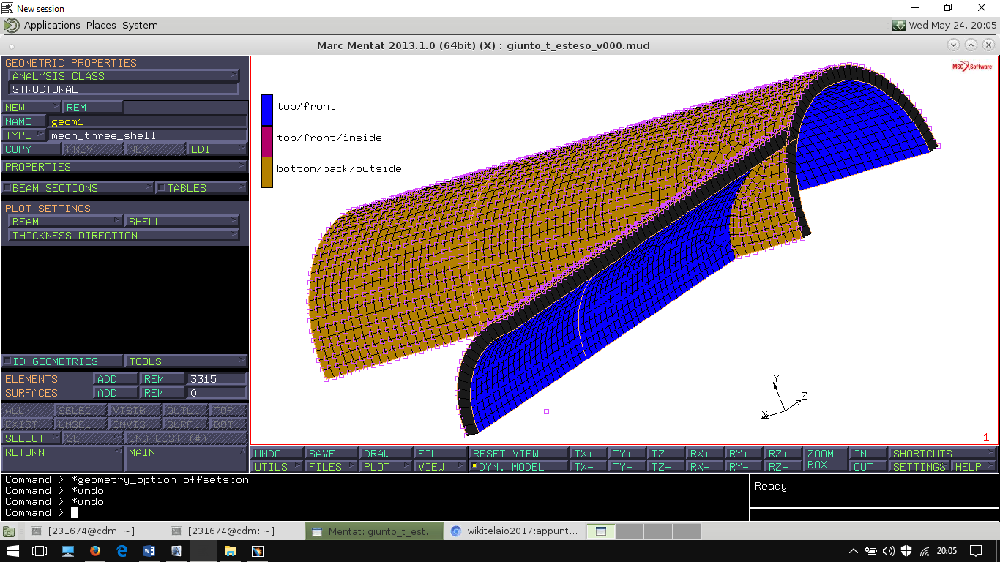 New session
Applications Places System
Wed May 24, 20:05
Marc Mentat 2013.1.0 (64bit) (X) : giunto_t_esteso_v000.mud
GEOMETRIC PROPERTIES
ANALYSIS CLASS
STRUCTURAL
NEW REM
NAME geom1
TYPE mech_three_shell
COPY PREV NEXT EDIT
PROPERTIES
BEAM SECTIONS TABLES
PLOT SETTINGS
BEAM SHELL
THICKNESS DIRECTION
ID GEOMETRIES TOOLS
ELEMENTS ADD REM 3315
SURFACES ADD REM 0
ALL: SELEC. VISIB. OUTL. TOP
EXIST. UNSEL. INVIS. SURF. BOT.
SELECT SET END LIST (#)
RETURN MAIN
top/front
top/front/inside
bottom/back/outside
MSC Software
Y
Z
X
1
UNDO SAVE DRAW FILL RESET VIEW TX+ TY+ TZ+ RX+ RY+ RZ+ ZOOM BOX IN SHORTCUTS
UTILS FILES PLOT VIEW DYN. MODEL TX- TY- TZ- RX- RY- RZ- OUT SETTINGS HELP
Command > *geometry_option offsets:on
Command > *undo
Command > *undo
Command >
Ready
[231674@cdm: ~] [231674@cdm: ~] Mentat: giunto_t_est... wikitelaio2017:appunt...
20:05